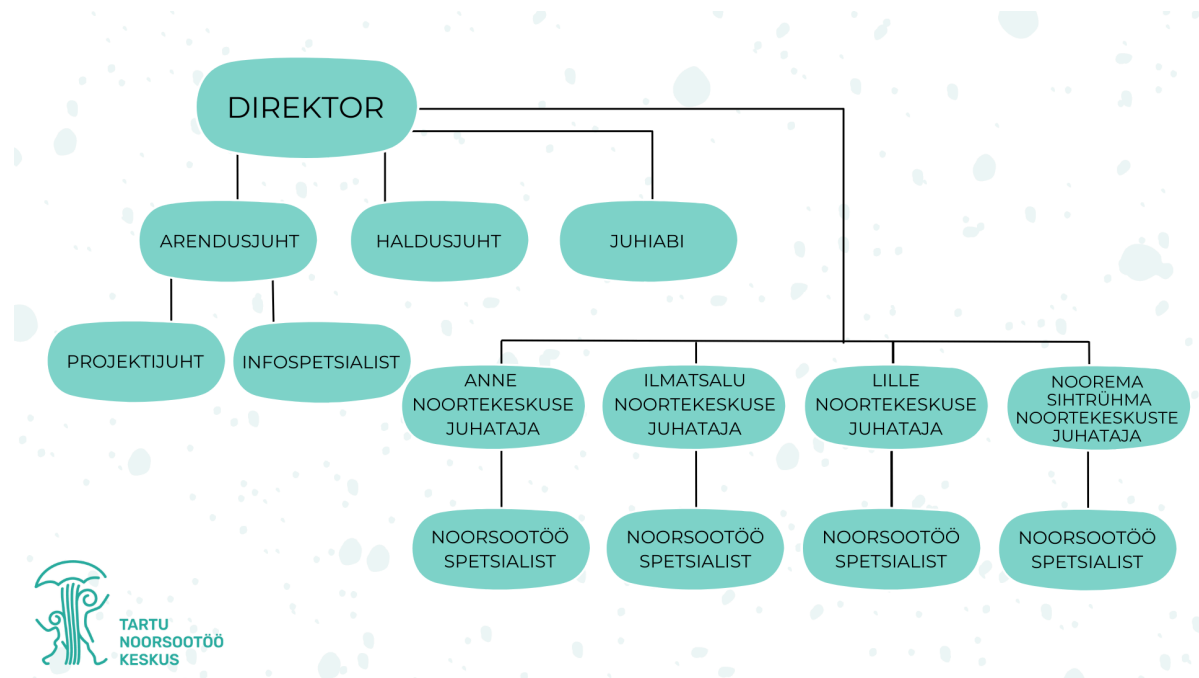 DIREKTOR
ARENDUSJUHT
HALDUSJUHT
JUHIABI
PROJEKTIJUHT
INFOSPETSIALIST
ANNE
NOORTEKESKUSE
JUHATAJA
ILMATSALU
NOORTEKESKUSE
JUHATAJA
LILLE
NOORTEKESKUSE
JUHATAJA
NOOREMA
SIHTRÜHMA
NOORTEKESKUSTE
JUHATAJA
NOORSOOTÖÖ
SPETSIALIST
NOORSOOTÖÖ
SPETSIALIST
NOORSOOTÖÖ
SPETSIALIST
NOORSOOTÖÖ
SPETSIALIST
TARTU
NOORSOOTÖÖ
KESKUS